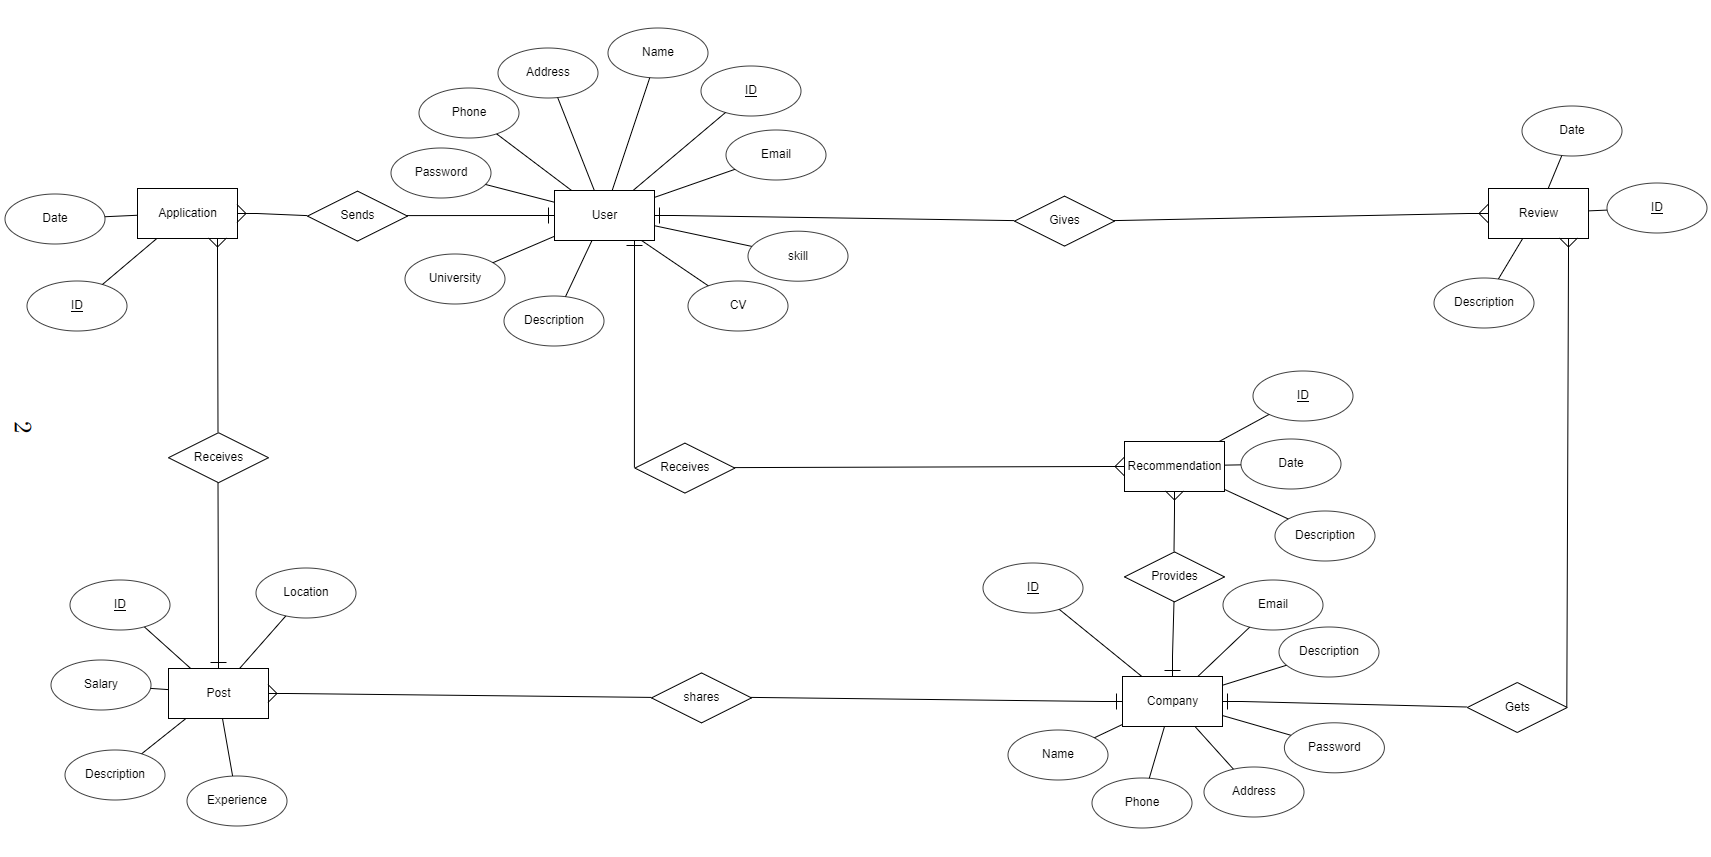 Name
Address
ID
Phone
Email
Password
Date
Application
Sends
User
Gives
Review
Date
ID
skill
University
CV
Description
ID
Description
ID
2
Receives
Receives
Recommendation
Date
Description
Provides
ID
Location
ID
Email
Description
Salary
Post
shares
Company
Gets
Name
Password
Description
Experience
Phone
Address